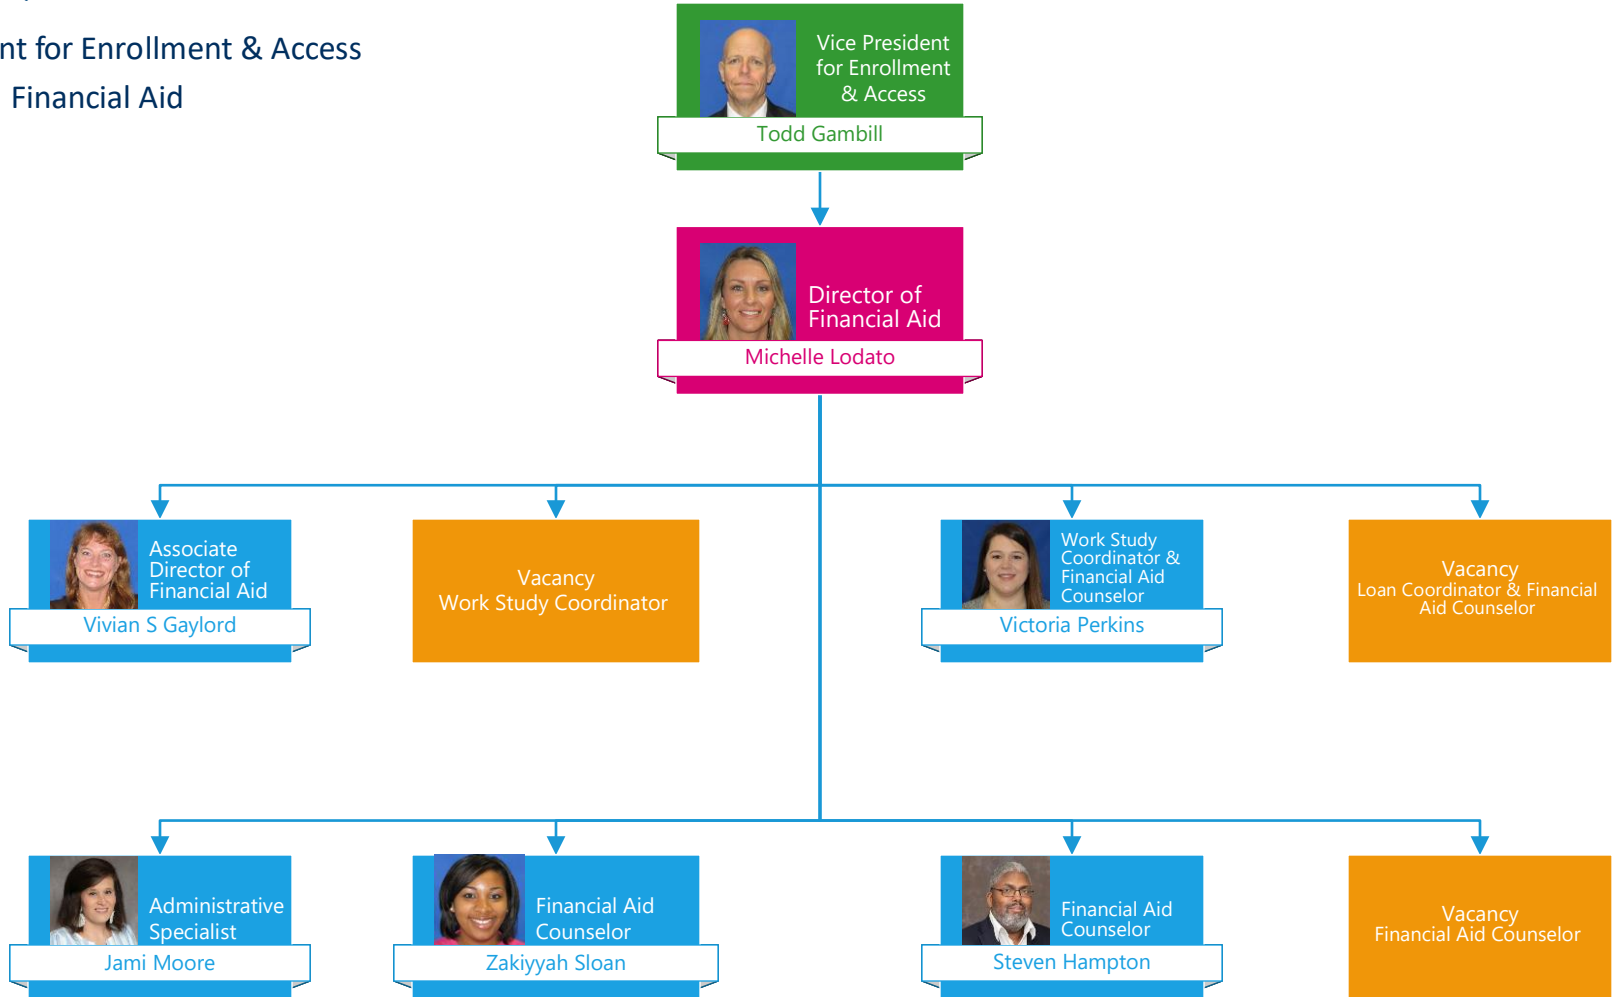 nt for Enrollment & Access
Financial Aid
Vice President
for Enrollment
& Access
Todd Gambill
Director of
Financial Aid
Michelle Lodato
Associate
Director of
Financial Aid
Vivian S Gaylord
Vacancy
Work Study Coordinator
Work Study
Coordinator &
Financial Aid
Counselor
Victoria Perkins
Vacancy
Loan Coordinator & Financial
Aid Counselor
Administrative
Specialist
Jami Moore
Financial Aid
Counselor
Zakiyyah Sloan
Financial Aid
Counselor
Steven Hampton
Vacancy
Financial Aid Counselor